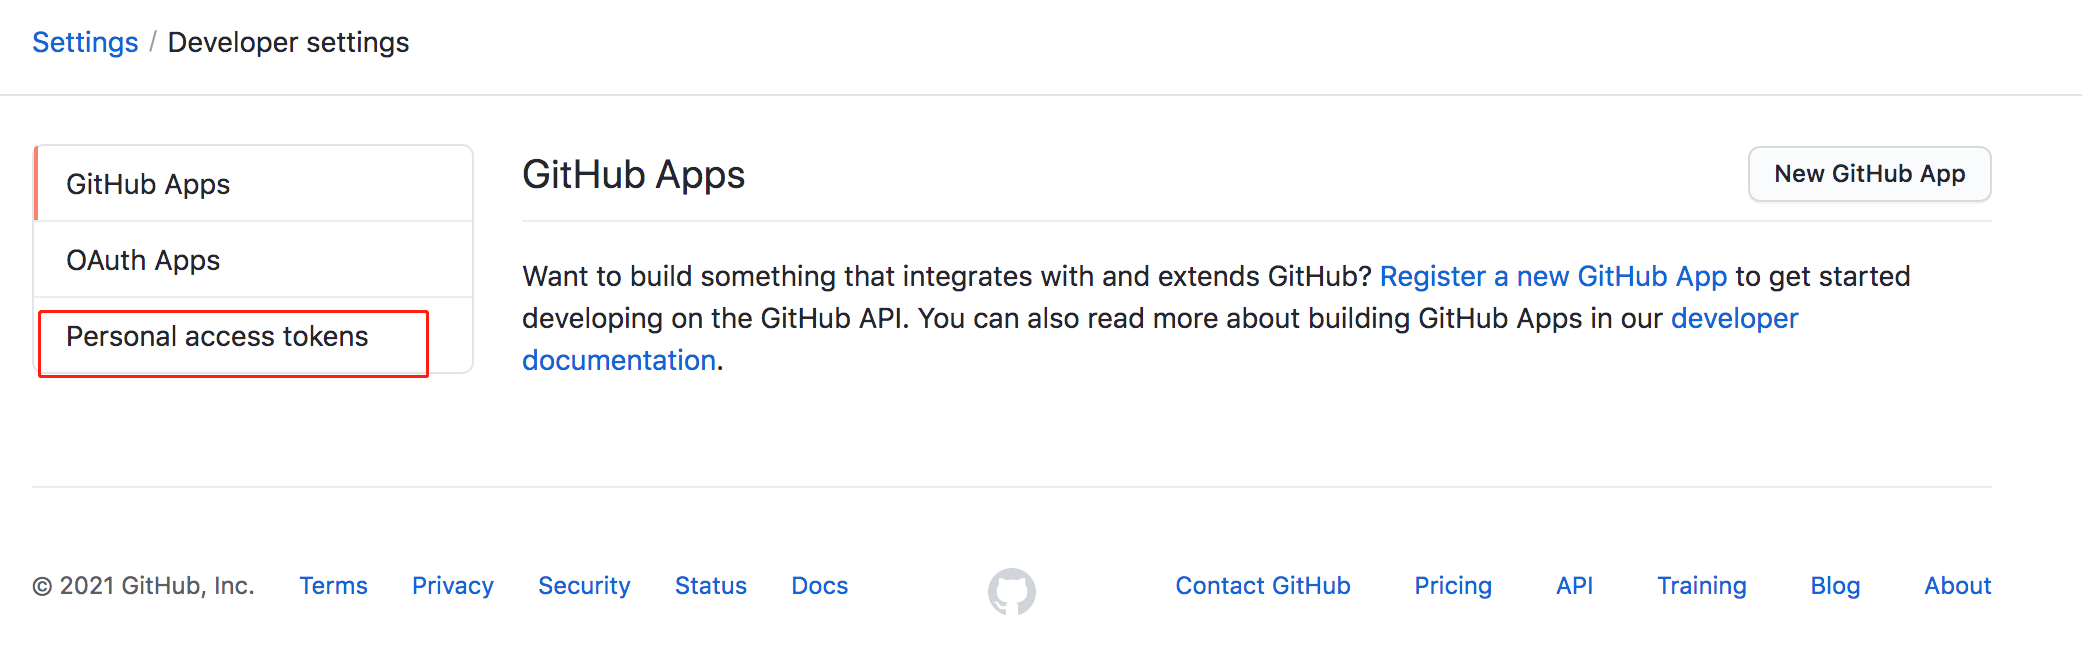 Settings / Developer settings
GitHub Apps
OAuth Apps
Personal access tokens
GitHub Apps
New GitHub App
Want to build something that integrates with and extends GitHub? Register a new GitHub App to get started
developing on the GitHub API. You can also read more about building GitHub Apps in our developer
documentation.
© 2021 GitHub, Inc. Terms Privacy Security Status Docs Contact GitHub Pricing API Training Blog About